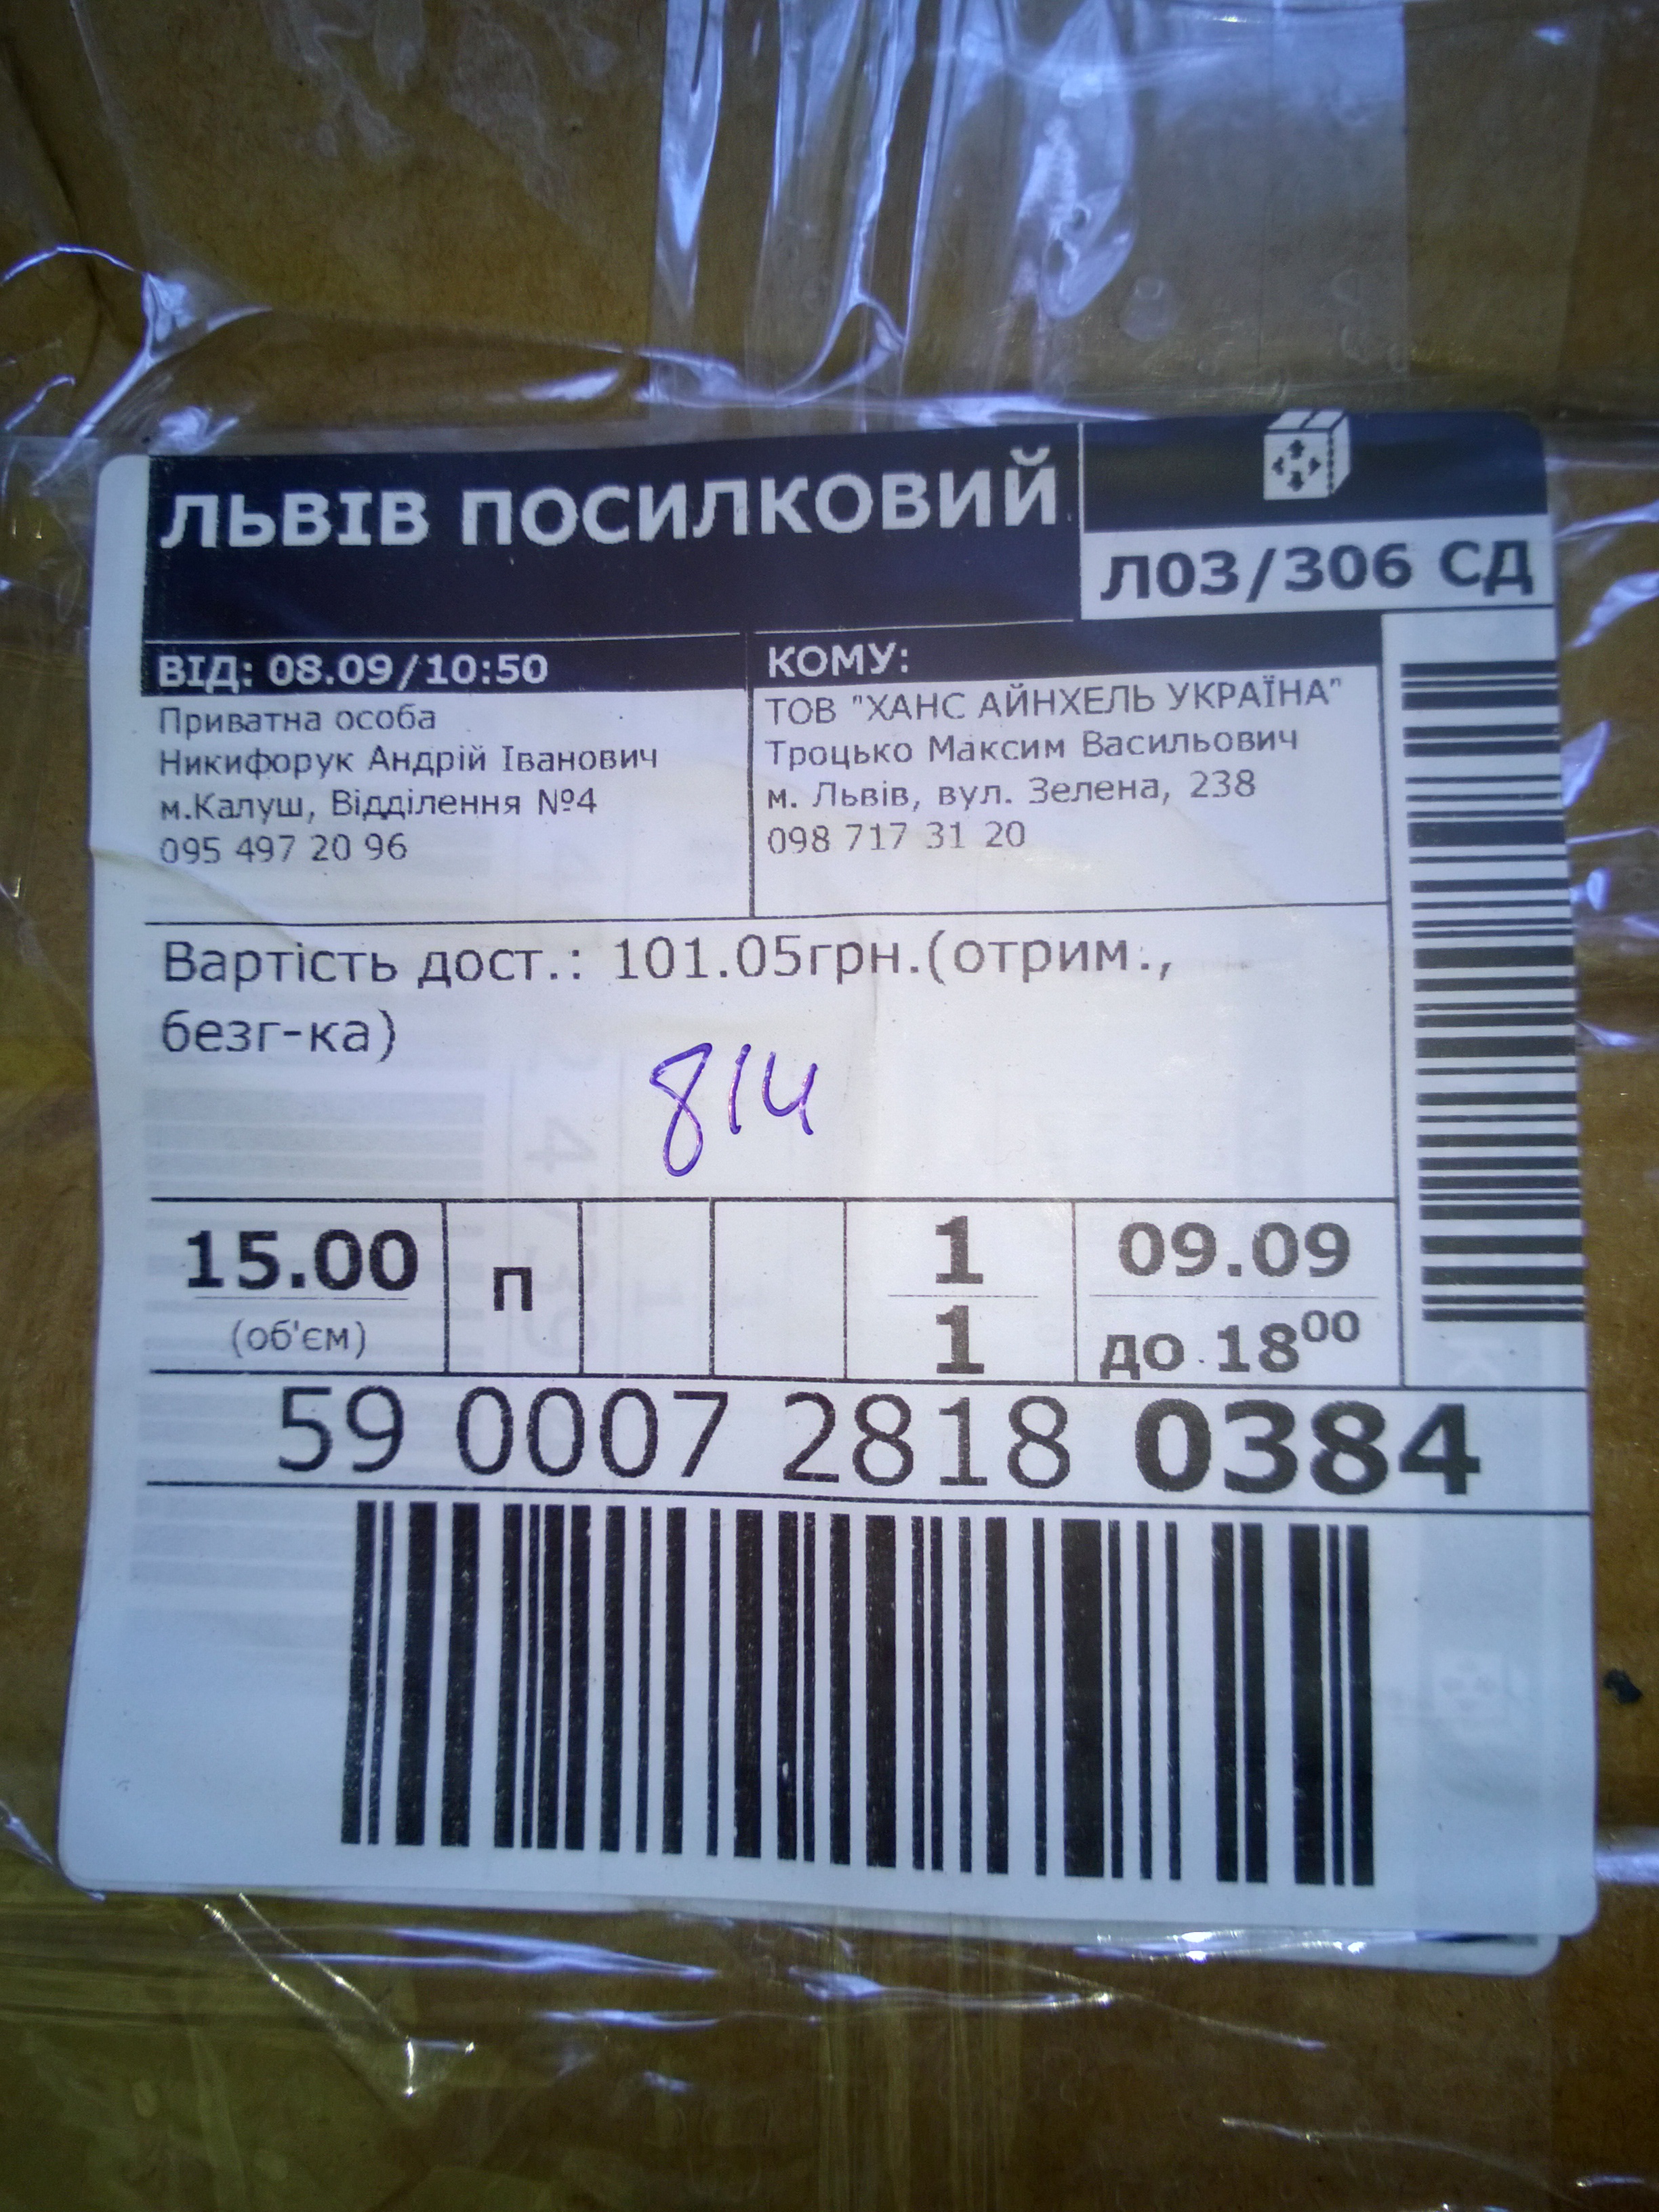 ЛЬВІВ ПОСИЛКОВИЙ
Л03/306 СД
ВІД: 08.09/10:50
Приватна особа
Никифорук Андрій Іванович
м.Калуш, Відділення №4
095 497 20 96
КОМУ:
ТОВ "ХАНС АЙНХЕЛЬ УКРАЇНА"
Троцько Максим Васильович
м. Львів, вул. Зелена, 238
098 717 31 20
Вартість дост.: 101.05грн.(отрим.,
безг-ка)
814
15.00
(об'єм)
п
1
1
09.09
до 18⁰⁰
59 0007 2818 0384